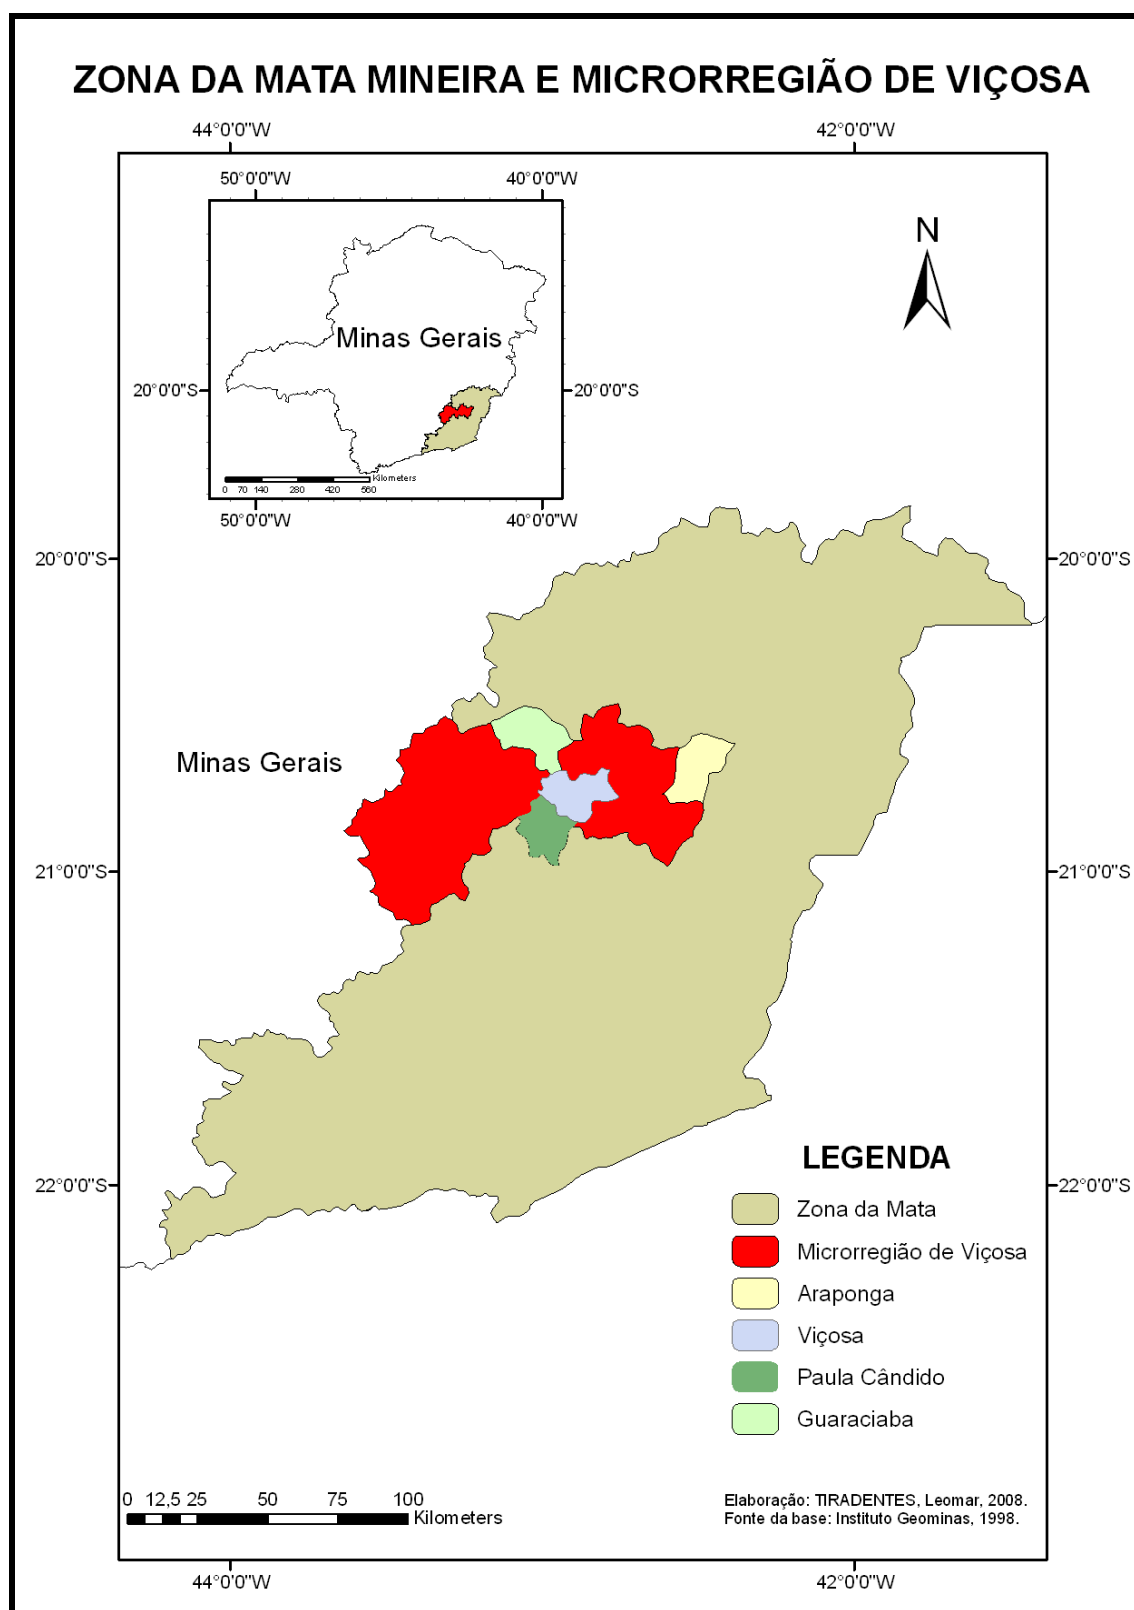 ZONA DA MATA MINEIRA E MICRORREGIÃO DE VIÇOSA
44°0'0"W 42°0'0"W
50°0'0"W 40°0'0"W
N
Minas Gerais
20°0'0"S 20°0'0"S
Kilometers
0 70 140 280 420 560
50°0'0"W 40°0'0"W
20°0'0"S 20°0'0"S
Minas Gerais
21°0'0"S 21°0'0"S
LEGENDA
22°0'0"S 22°0'0"S
Zona da Mata
Microrregião de Viçosa
Araponga
Viçosa
Paula Cândido
Guaraciaba
0 12,5 25 50 75 100
Kilometers
Elaboração: TIRADENTES, Leomar, 2008.
Fonte da base: Instituto Geominas, 1998.
44°0'0"W 42°0'0"W